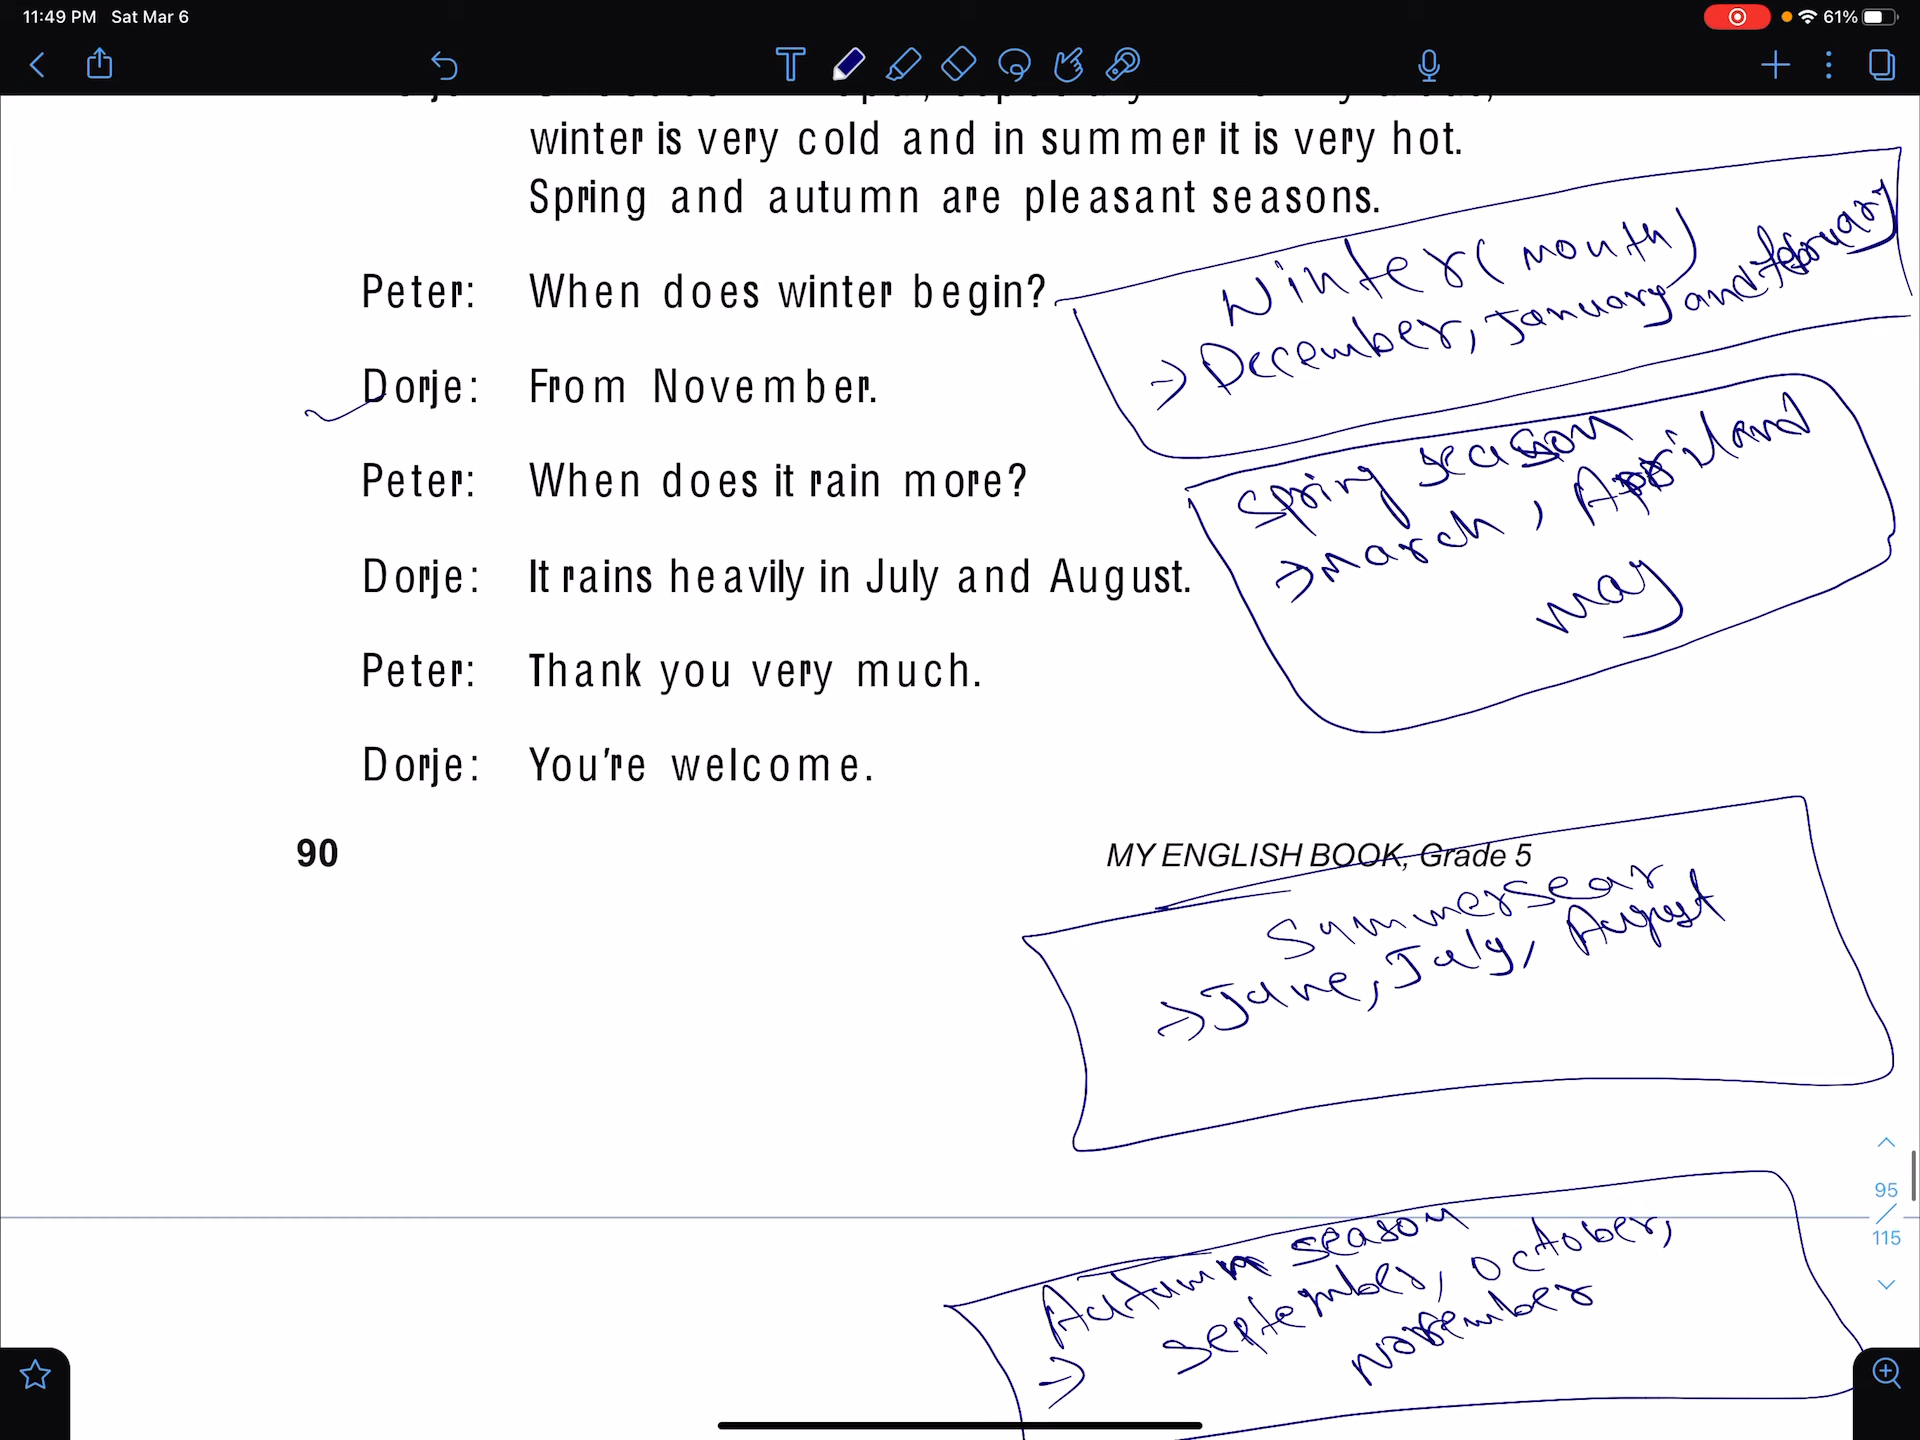 11:49 PM Sat Mar 6
61%
winter is very cold and in summer it is very hot.
Spring and autumn are pleasant seasons.
Peter: When does winter begin?
Dorje: From November.
Peter: When does it rain more?
Dorje: It rains heavily in July and August.
Peter: Thank you very much.
Dorje: You're welcome.
90
MY ENGLISH BOOK, Grade 5
Winter (month)
→ December, January and February
Spring season
→ March, April and
may
Summer Sear
→ June, July, August
Autumn season
→ September, October,
November
95
/
115